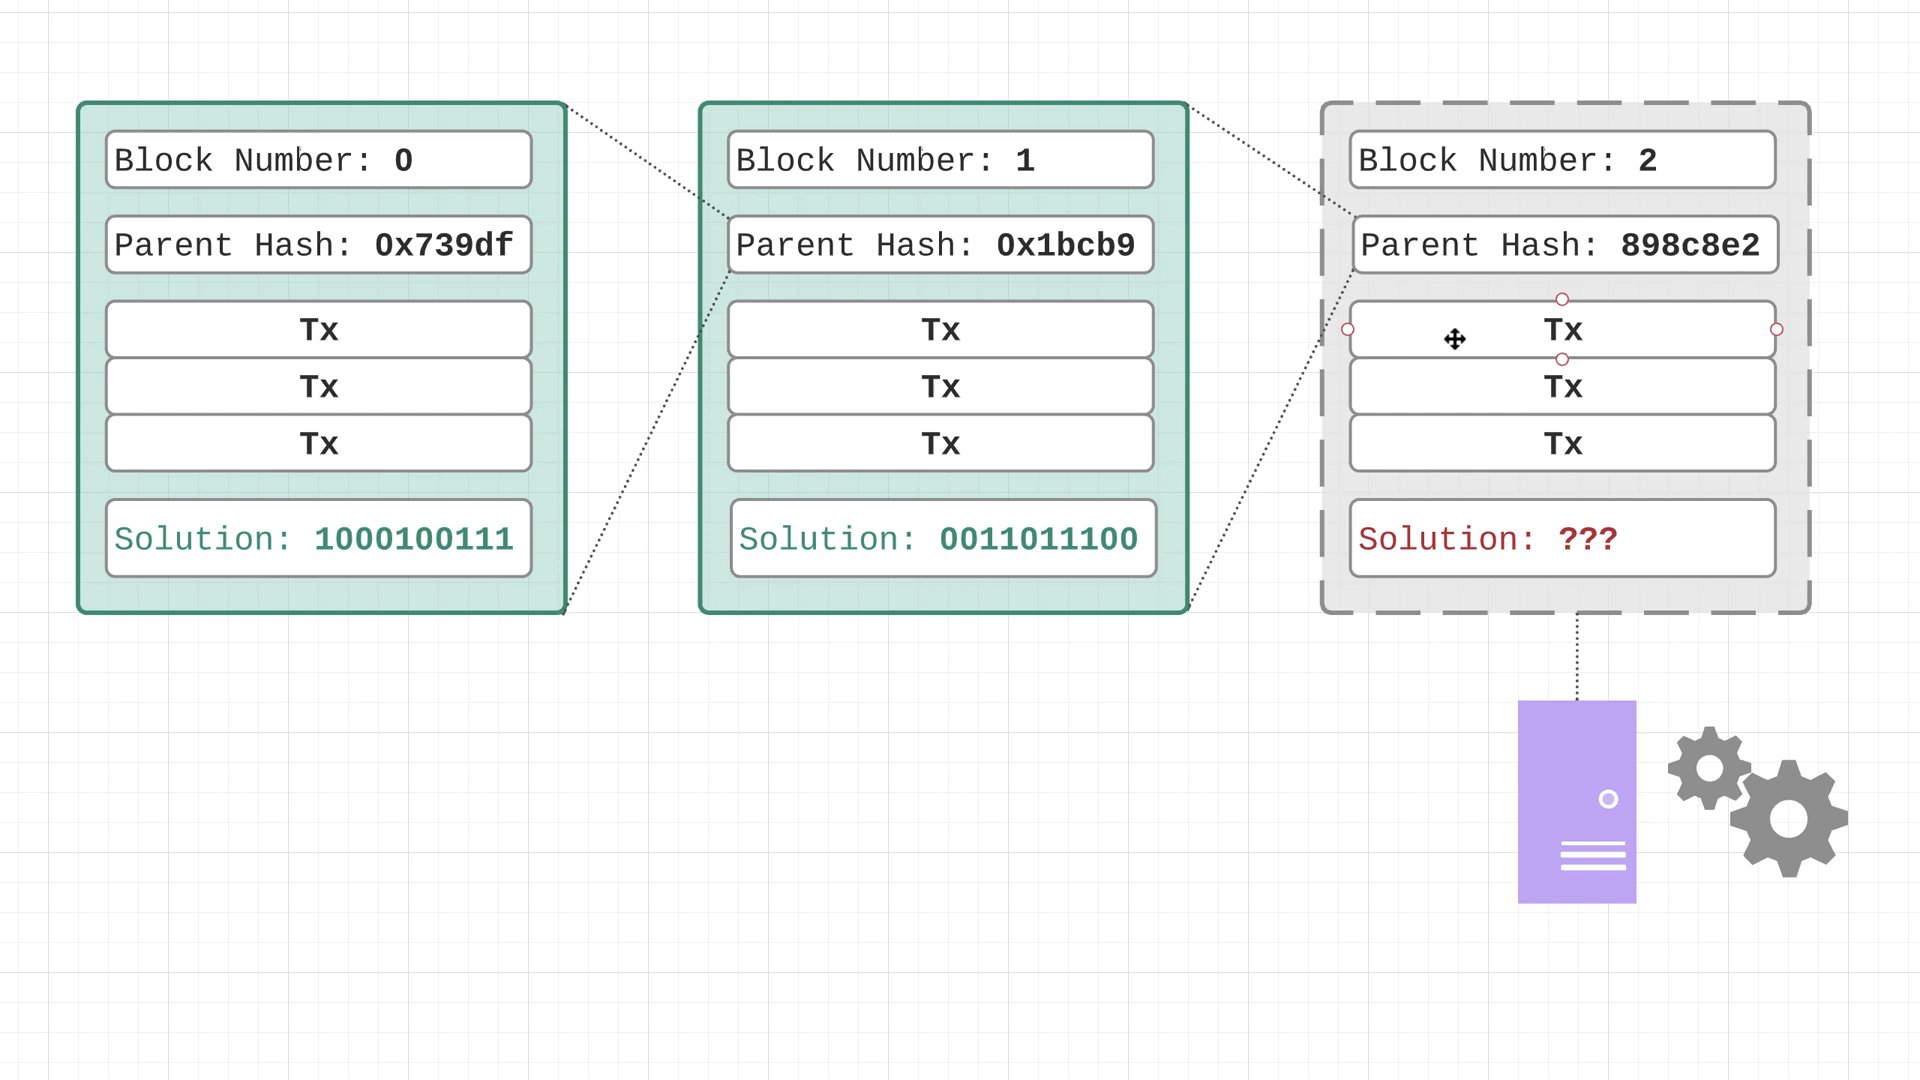 Block Number: 0
Parent Hash: 0x739df
Tx
Tx
Tx
Solution: 1000100111
Block Number: 1
Parent Hash: 0x1bcb9
Tx
Tx
Tx
Solution: 0011011100
Block Number: 2
Parent Hash: 898c8e2
Tx
Tx
Tx
Solution: ???